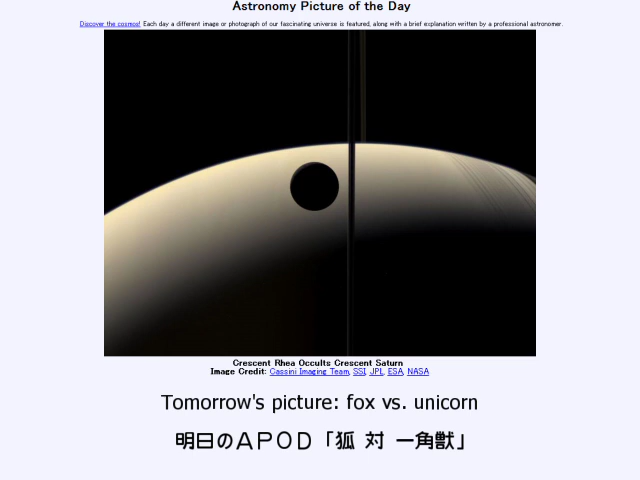 Astronomy Picture of the Day
Discover the cosmos! Each day a different image or photograph of our fascinating universe is featured, along with a brief explanation written by a professional astronomer.
Crescent Rhea Occults Crescent Saturn
Image Credit: Cassini Imaging Team, SSI, JPL, ESA, NASA
Tomorrow's picture: fox vs. unicorn
明日のＡＰＯＤ「狐 対 一角獣」